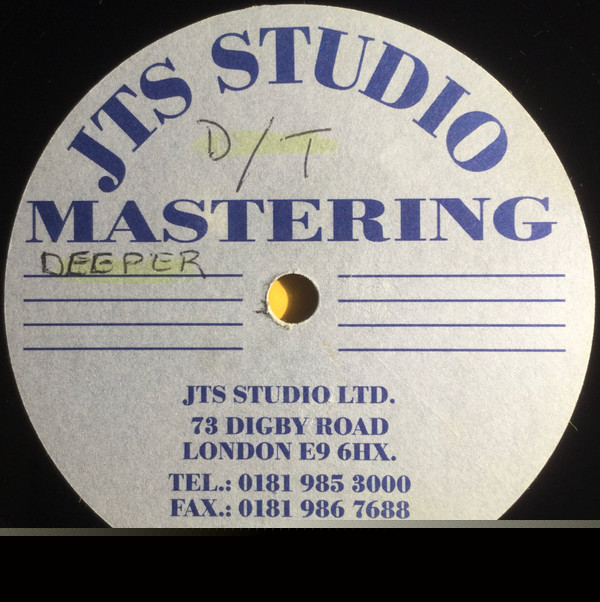 JTS STUDIO
D/T
MASTERING
DEEPER
JTS STUDIO LTD.
73 DIGBY ROAD
LONDON E9 6HX.
TEL.: 0181 985 3000
FAX.: 0181 986 7688